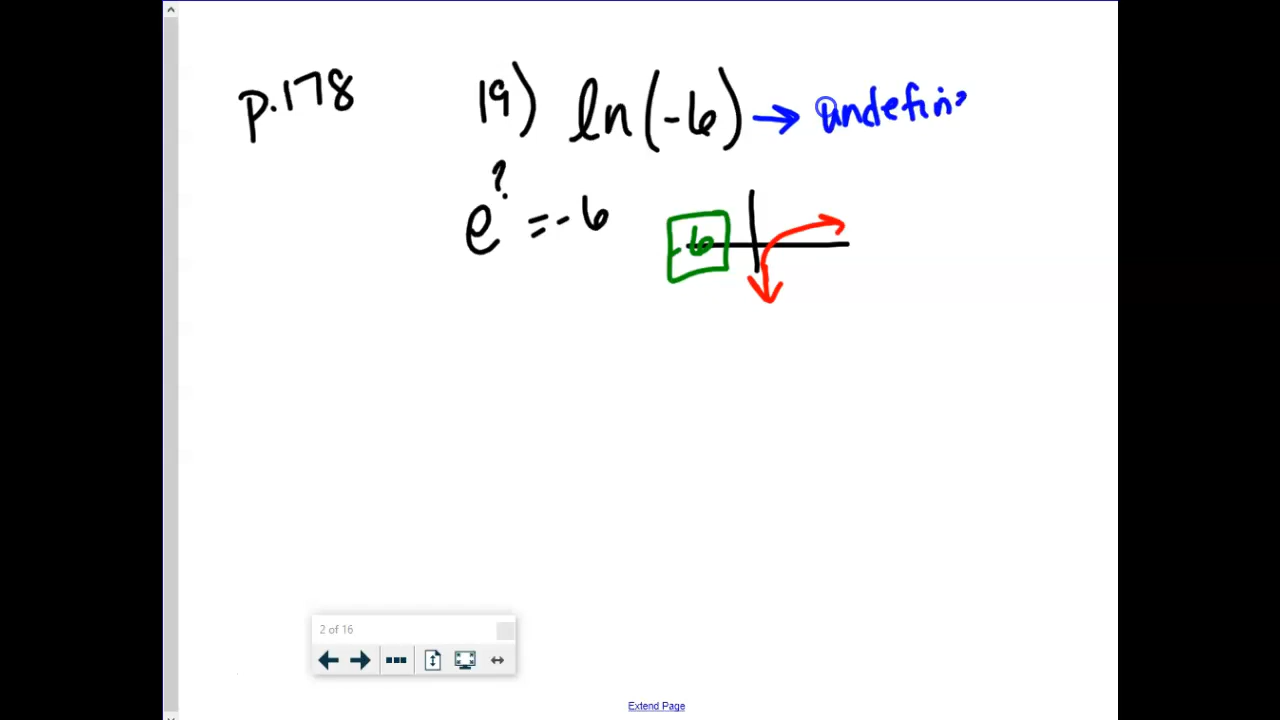 p.178
19) ln(-6) → undefin
e^? = -6
-6
2 of 16
Extend Page